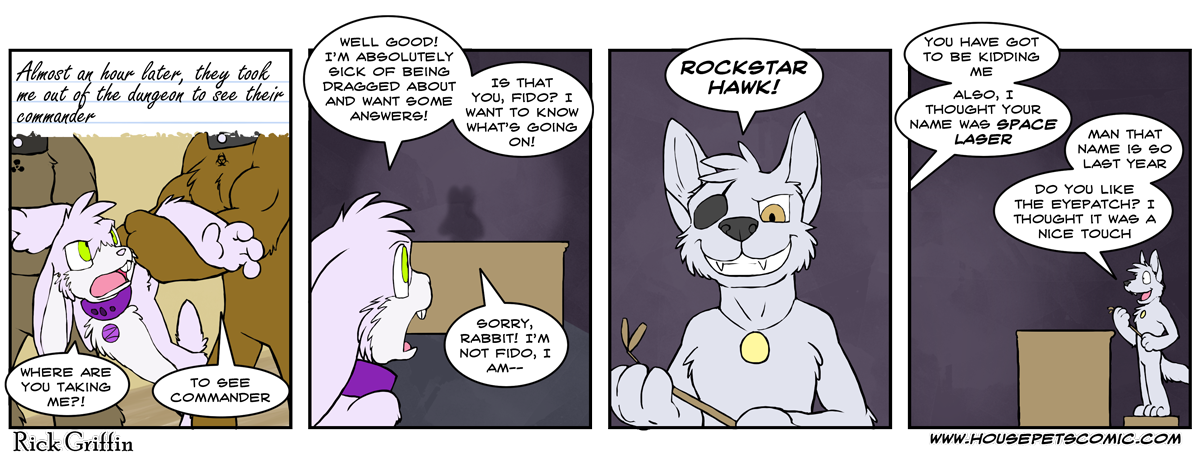 Almost an hour later, they took
me out of the dungeon to see their
commander
WHERE ARE
YOU TAKING
ME?!
TO SEE
COMMANDER
WELL GOOD!
I'M ABSOLUTELY
SICK OF BEING
DRAGGED ABOUT
AND WANT SOME
ANSWERS!
IS THAT
YOU, FIDO? I
WANT TO KNOW
WHAT'S GOING
ON!
SORRY,
RABBIT! I'M
NOT FIDO, I
AM--
ROCKSTAR
HAWK!
YOU HAVE GOT
TO BE KIDDING
ME
ALSO, I
THOUGHT YOUR
NAME WAS SPACE
LASER
MAN THAT
NAME IS SO
LAST YEAR
DO YOU LIKE
THE EYEPATCH? I
THOUGHT IT WAS A
NICE TOUCH
Rick Griffin
WWW.HOUSEPETSCOMIC.COM